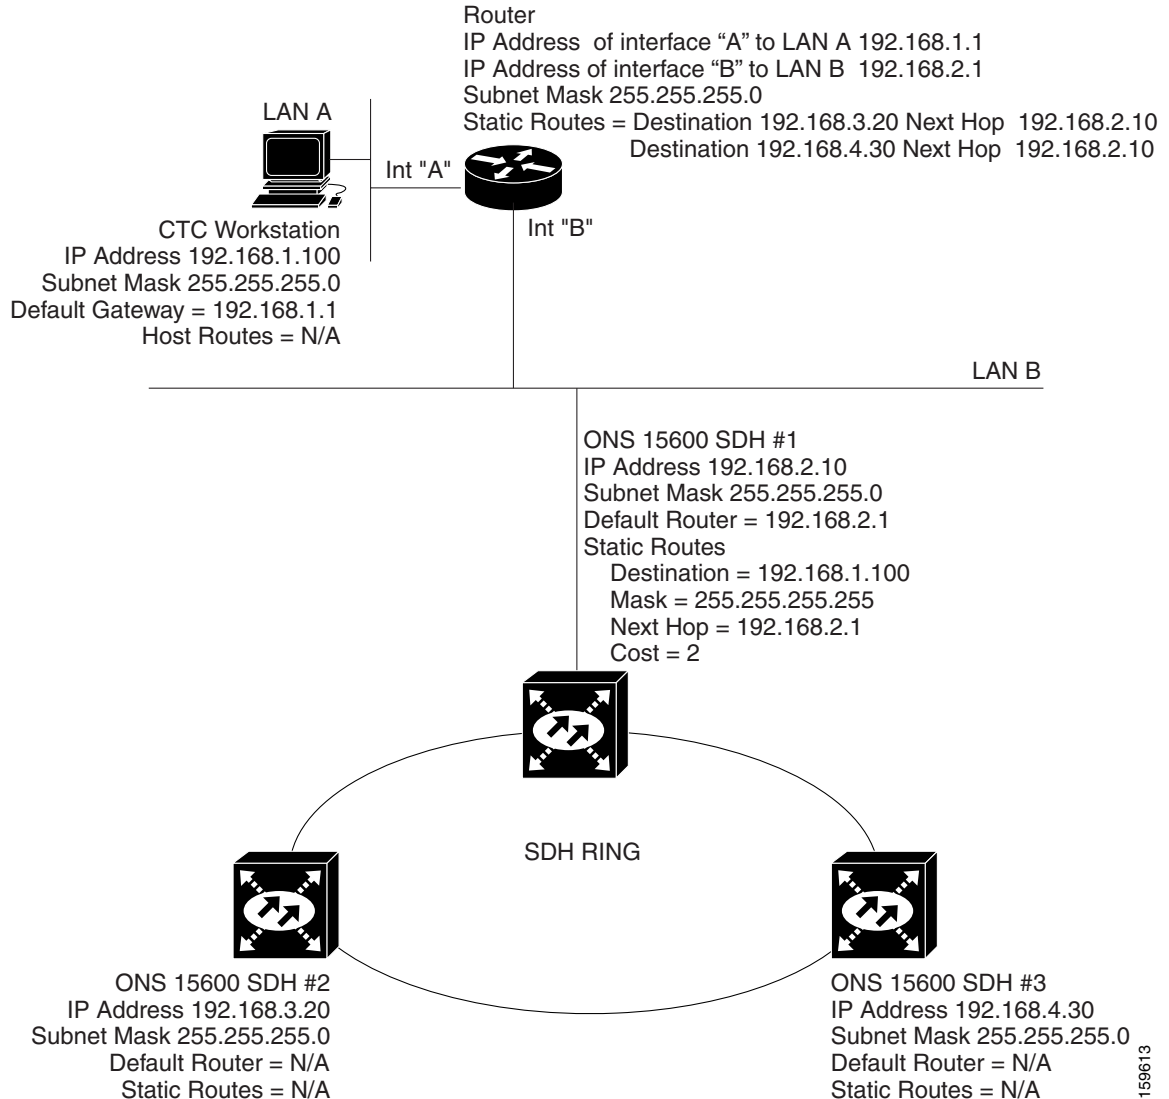 Router
IP Address of interface “A” to LAN A 192.168.1.1
IP Address of interface “B” to LAN B 192.168.2.1
Subnet Mask 255.255.255.0
Static Routes = Destination 192.168.3.20 Next Hop 192.168.2.10
Destination 192.168.4.30 Next Hop 192.168.2.10
LAN A
Int "A"
Int "B"
CTC Workstation
IP Address 192.168.1.100
Subnet Mask 255.255.255.0
Default Gateway = 192.168.1.1
Host Routes = N/A
LAN B
ONS 15600 SDH #1
IP Address 192.168.2.10
Subnet Mask 255.255.255.0
Default Router = 192.168.2.1
Static Routes
Destination = 192.168.1.100
Mask = 255.255.255.255
Next Hop = 192.168.2.1
Cost = 2
SDH RING
ONS 15600 SDH #2
IP Address 192.168.3.20
Subnet Mask 255.255.255.0
Default Router = N/A
Static Routes = N/A
ONS 15600 SDH #3
IP Address 192.168.4.30
Subnet Mask 255.255.255.0
Default Router = N/A
Static Routes = N/A
159613